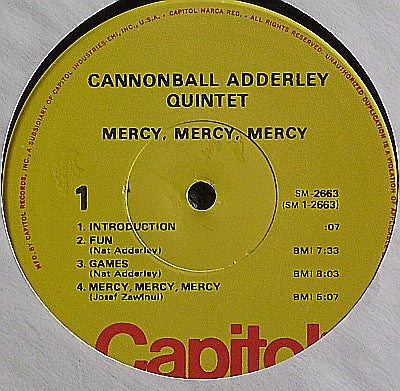 MFD. BY CAPITOL RECORDS, INC., A SUBSIDIARY OF CAPITOL INDUSTRIES-EMI, INC., U.S.A. • CAPITOL MARCA REG. • ALL RIGHTS RESERVED. UNAUTHORIZED DUPLICATION IS A VIOLATION OF
CANNONBALL ADDERLEY
QUINTET
MERCY, MERCY, MERCY
1
SM-2663
(SM 1-2663)
1. INTRODUCTION :07
2. FUN
(Nat Adderley) BMI 7:33
3. GAMES
(Nat Adderley) BMI 8:03
4. MERCY, MERCY, MERCY
(Josef Zawinul) BMI 5:07
Capitol